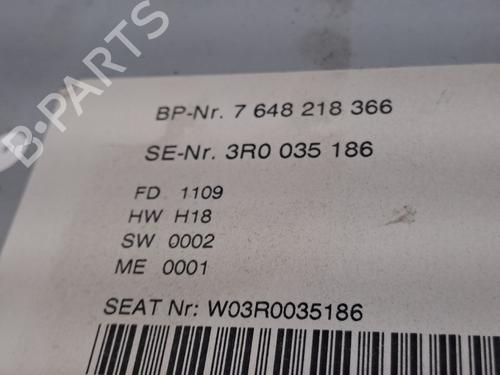 B-PARTS
BP-Nr. 7 648 218 366
SE-Nr. 3R0 035 186
FD 1109
HW H18
SW 0002
ME 0001
SEAT Nr: W03R0035186